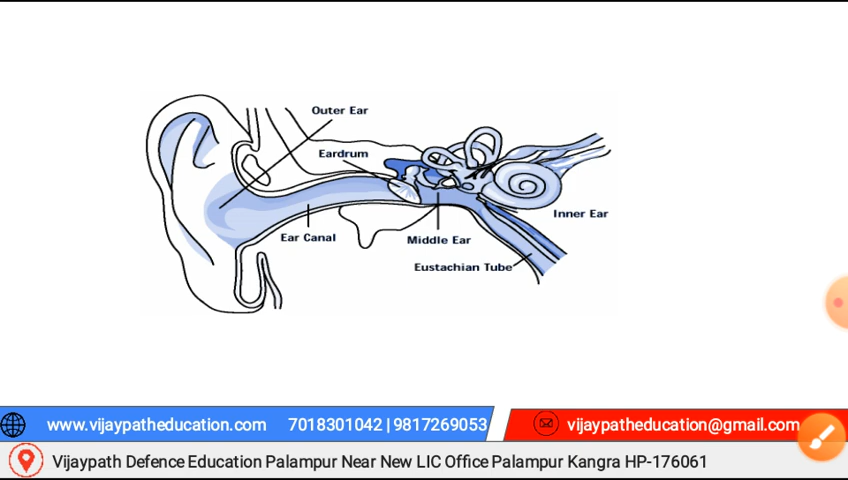 Outer Ear
Eardrum
Inner Ear
Ear Canal
Middle Ear
Eustachian Tube
www.vijaypatheducation.com 7018301042 | 9817269053 vijaypatheducation@gmail.com
Vijaypath Defence Education Palampur Near New LIC Office Palampur Kangra HP-176061